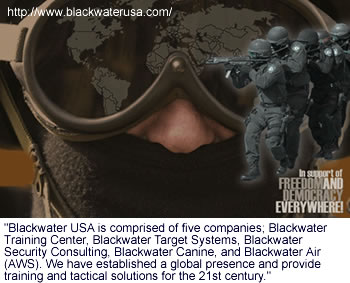 http://www.blackwaterusa.com/
In support of
FREEDOM AND
DEMOCRACY
EVERYWHERE!
"Blackwater USA is comprised of five companies; Blackwater
Training Center, Blackwater Target Systems, Blackwater
Security Consulting, Blackwater Canine, and Blackwater Air
(AWS). We have established a global presence and provide
training and tactical solutions for the 21st century."